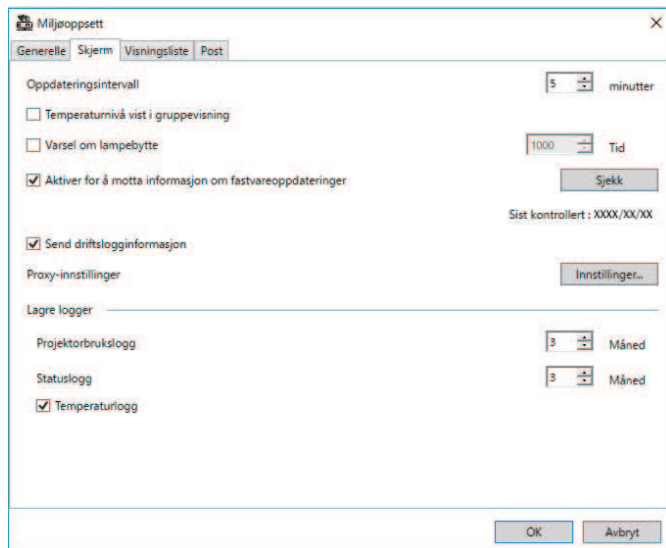 Miljøoppsett
Generelle Skjerm Visningsliste Post
Oppdateringsintervall 5 minutter
Temperaturnivå vist i gruppevisning
Varsel om lampebytte 1000 Tid
Aktiver for å motta informasjon om fastvareoppdateringer Sjekk
Sist kontrollert : XXXX/XX/XX
Send driftslogginformasjon
Proxy-innstillinger Innstillinger...
Lagre logger
Projektorbrukslogg 3 Måned
Statuslogg 3 Måned
Temperaturlogg
OK Avbryt